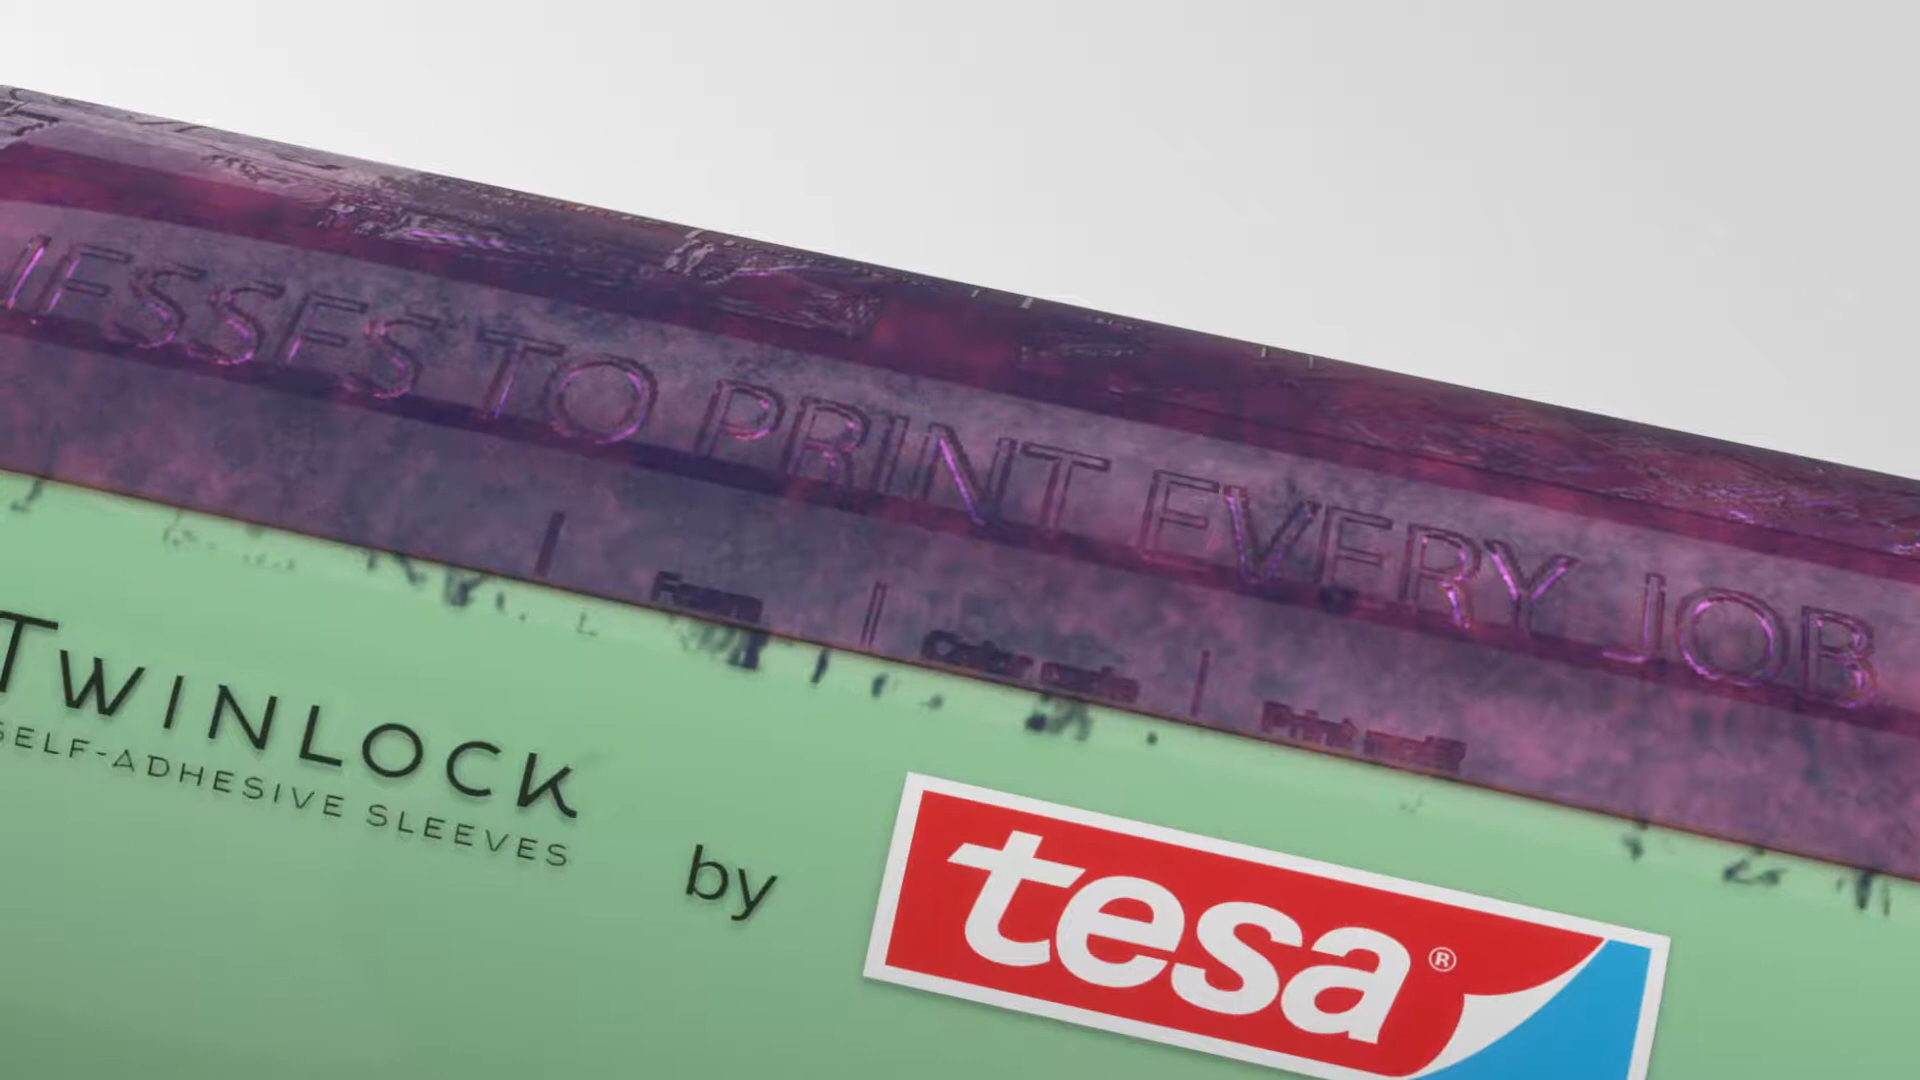 ESSES TO PRINT EVERY JOB
TWINLOCK
SELF-ADHESIVE SLEEVES
by
tesa®